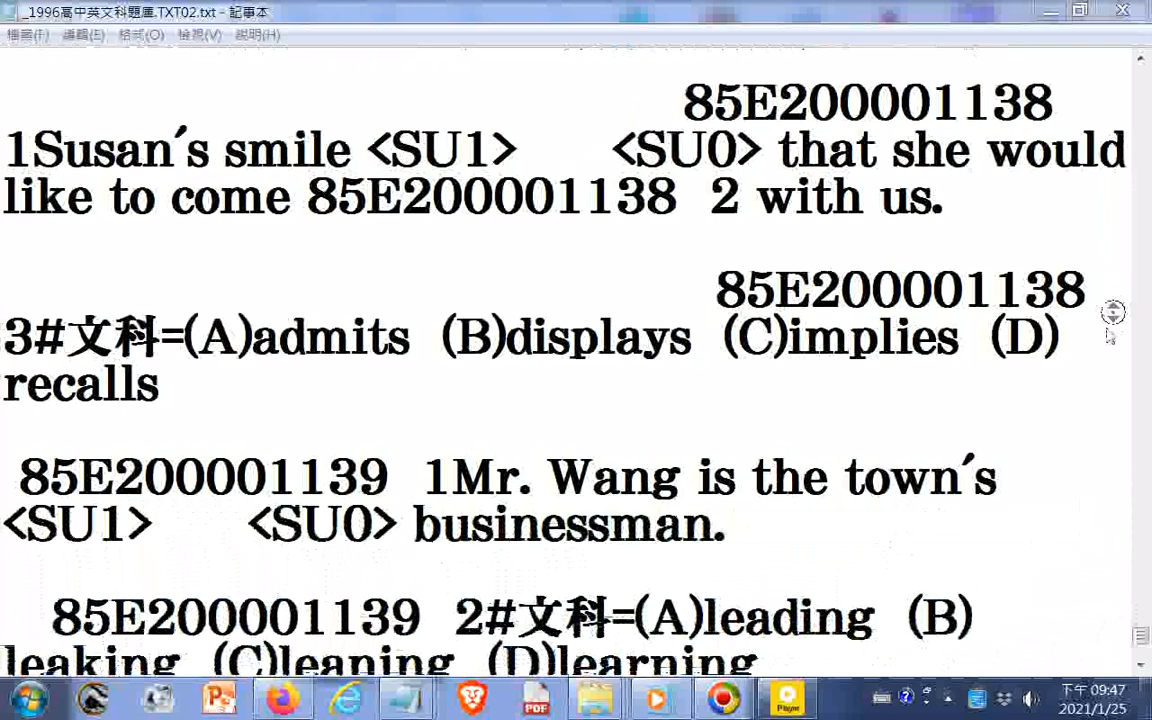 _1996高中英文科題庫.TXT02.txt - 記事本
檔案(F) 編輯(E) 格式(O) 檢視(V) 說明(H)
85E200001138
1Susan's smile <SU1> <SU0> that she would
like to come 85E200001138 2 with us.
85E200001138
3#文科=(A)admits (B)displays (C)implies (D)
recalls
85E200001139 1Mr. Wang is the town's
<SU1> <SU0> businessman.
85E200001139 2#文科=(A)leading (B)
leaking (C)leaning (D)learning
PDF
Player
下午 09:47
2021/1/25